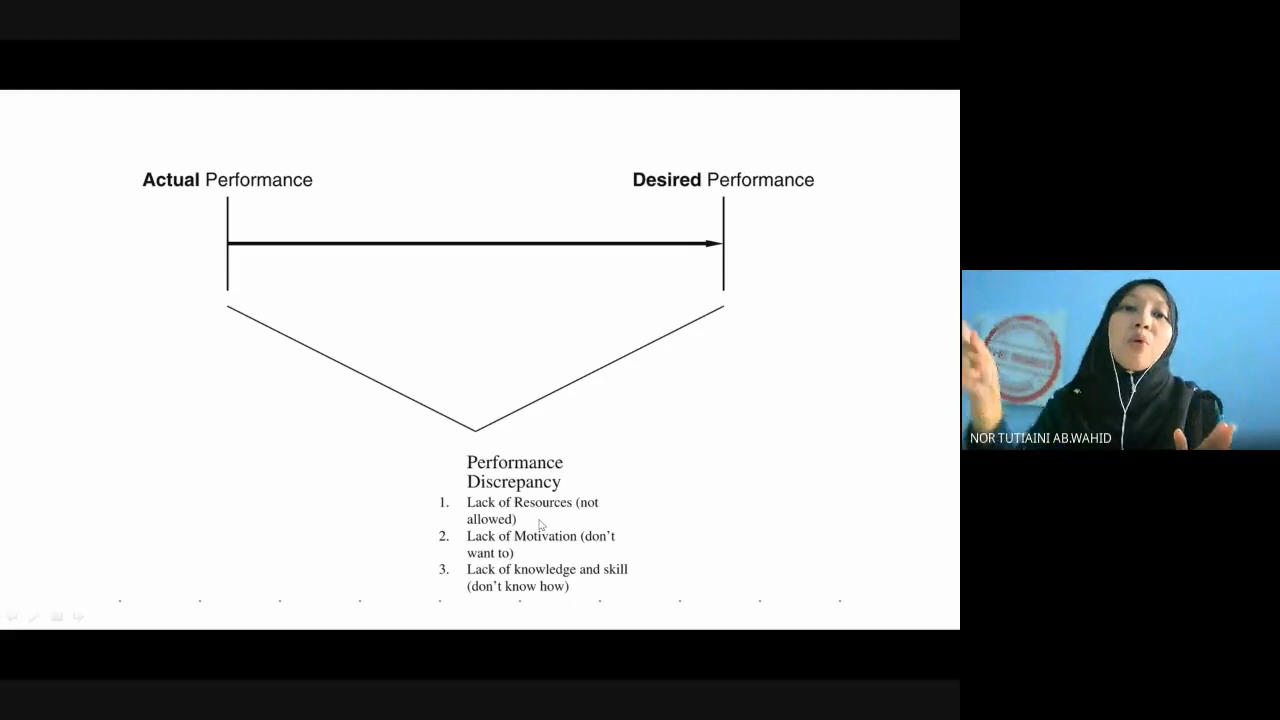 Actual Performance
Desired Performance
Performance
Discrepancy
1. Lack of Resources (not
allowed)
2. Lack of Motivation (don’t
want to)
3. Lack of knowledge and skill
(don’t know how)
NOR TUTIAINI AB.WAHID